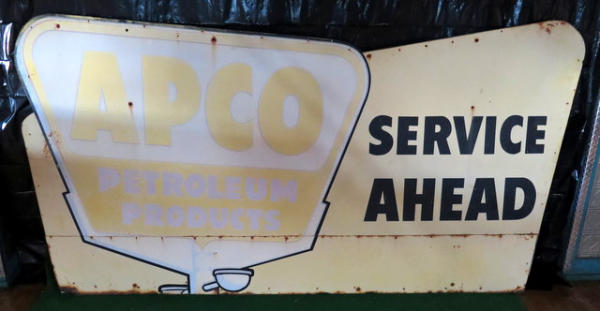 APCO
PETROLEUM
PRODUCTS
SERVICE
AHEAD